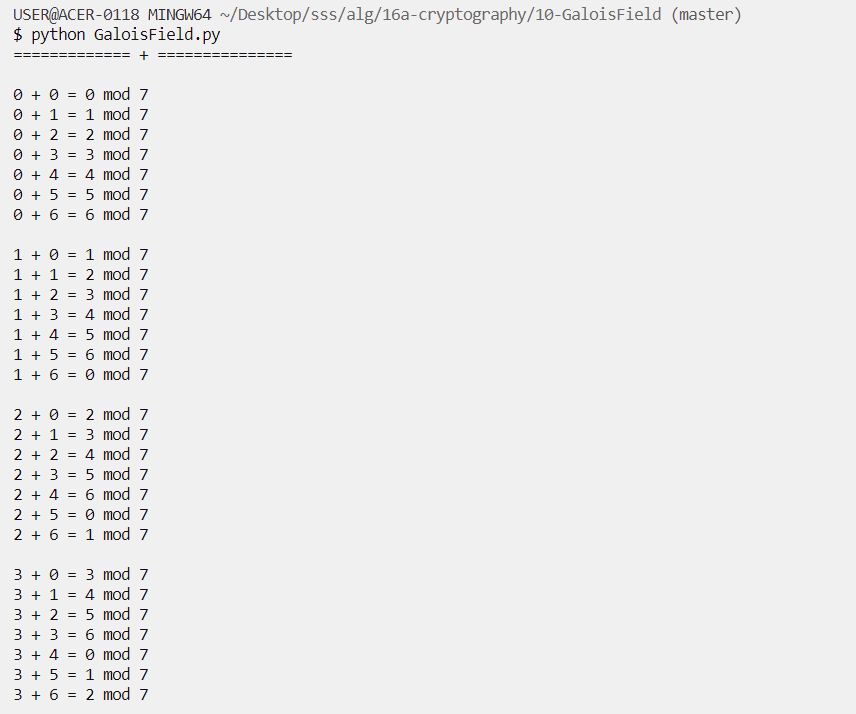 USER@ACER-0118 MINGW64 ~/Desktop/sss/alg/16a-cryptography/10-GaloisField (master)
$ python GaloisField.py
============= + ===============
0 + 0 = 0 mod 7
0 + 1 = 1 mod 7
0 + 2 = 2 mod 7
0 + 3 = 3 mod 7
0 + 4 = 4 mod 7
0 + 5 = 5 mod 7
0 + 6 = 6 mod 7
1 + 0 = 1 mod 7
1 + 1 = 2 mod 7
1 + 2 = 3 mod 7
1 + 3 = 4 mod 7
1 + 4 = 5 mod 7
1 + 5 = 6 mod 7
1 + 6 = 0 mod 7
2 + 0 = 2 mod 7
2 + 1 = 3 mod 7
2 + 2 = 4 mod 7
2 + 3 = 5 mod 7
2 + 4 = 6 mod 7
2 + 5 = 0 mod 7
2 + 6 = 1 mod 7
3 + 0 = 3 mod 7
3 + 1 = 4 mod 7
3 + 2 = 5 mod 7
3 + 3 = 6 mod 7
3 + 4 = 0 mod 7
3 + 5 = 1 mod 7
3 + 6 = 2 mod 7